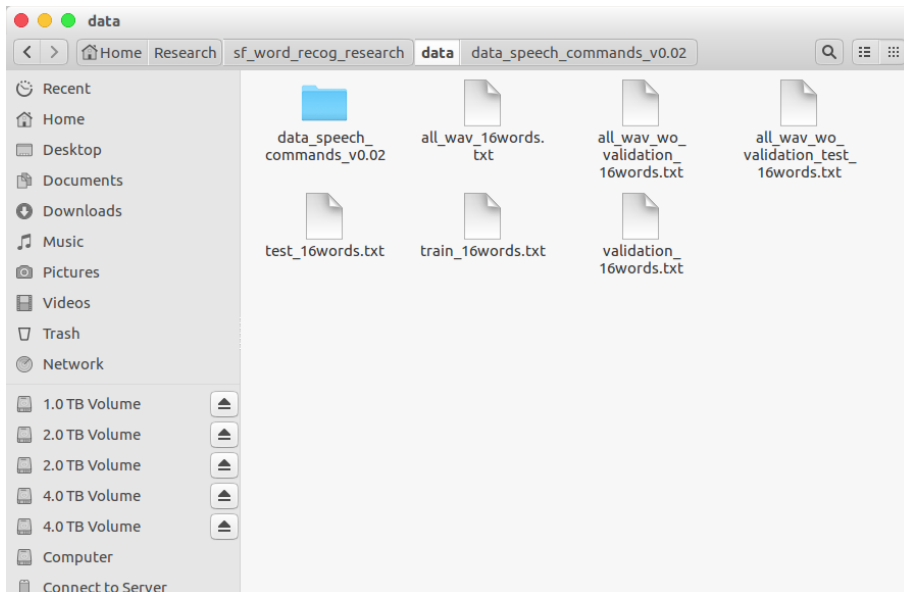 data
Home Research sf_word_recog_research data data_speech_commands_v0.02
Recent
Home
Desktop
Documents
Downloads
Music
Pictures
Videos
Trash
Network
1.0 TB Volume
2.0 TB Volume
2.0 TB Volume
4.0 TB Volume
4.0 TB Volume
Computer
Connect to Server
data_speech_
commands_v0.02
all_wav_16words.
txt
all_wav_wo_
validation_
16words.txt
all_wav_wo_
validation_test_
16words.txt
test_16words.txt
train_16words.txt
validation_
16words.txt